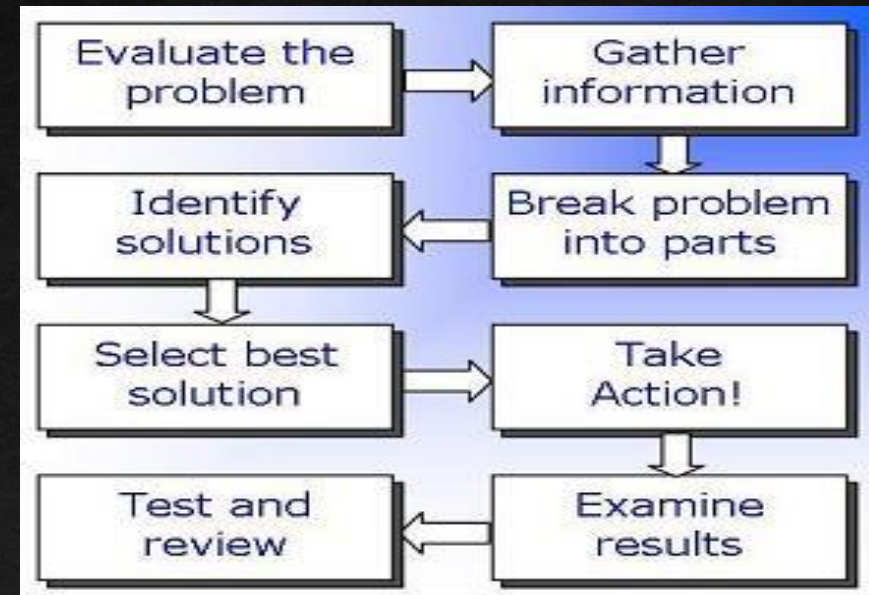 Evaluate the
problem
Gather
information
Break problem
into parts
Identify
solutions
Select best
solution
Take
Action!
Examine
results
Test and
review